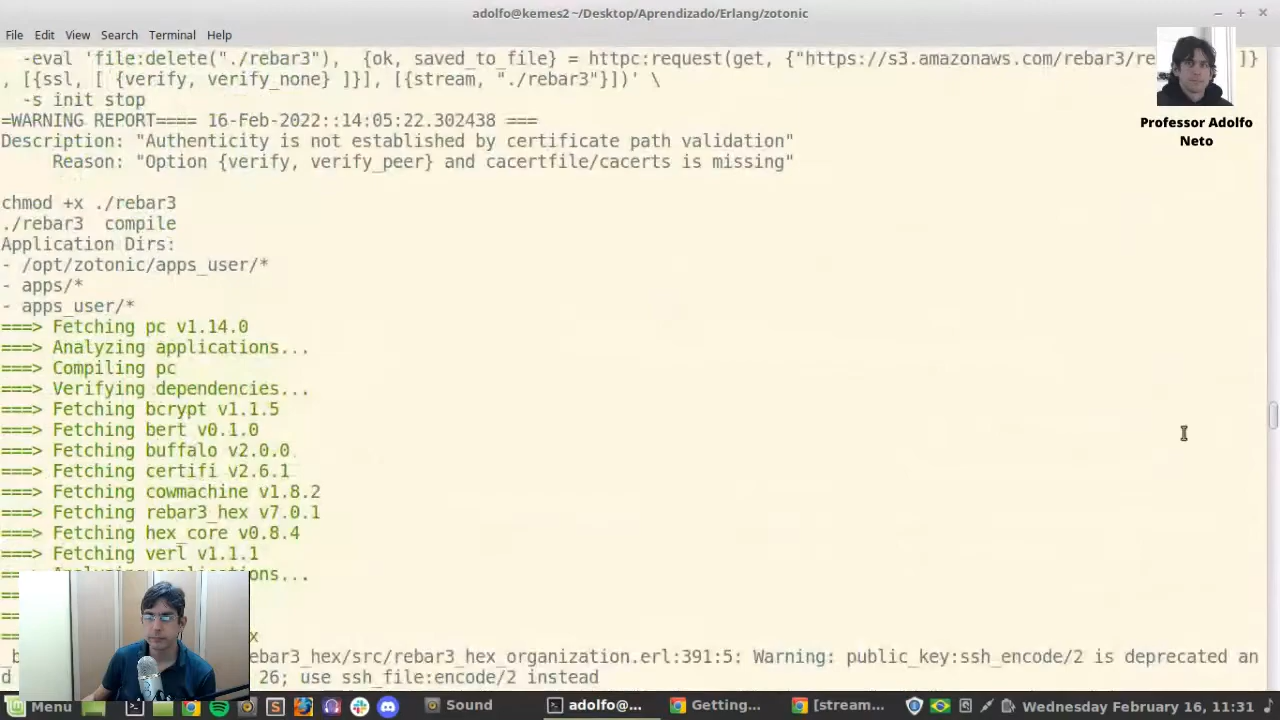 adolfo@kemes2 ~/Desktop/Aprendizado/Erlang/zotonic
File Edit View Search Terminal Help
-eval 'file:delete("./rebar3"), {ok, saved_to_file} = httpc:request(get, {"https://s3.amazonaws.com/rebar3/re ]}
, [{ssl, [ {verify, verify_none} ]}], [{stream, "./rebar3"}])' \
-s init stop
=WARNING REPORT==== 16-Feb-2022::14:05:22.302438 ===
Description: "Authenticity is not established by certificate path validation"
Reason: "Option {verify, verify_peer} and cacertfile/cacerts is missing"
Professor Adolfo
Neto
chmod +x ./rebar3
./rebar3  compile
Application Dirs:
- /opt/zotonic/apps_user/*
- apps/*
- apps_user/*
===> Fetching pc v1.14.0
===> Analyzing applications...
===> Compiling pc
===> Verifying dependencies...
===> Fetching bcrypt v1.1.5
===> Fetching bert v0.1.0
===> Fetching buffalo v2.0.0
===> Fetching certifi v2.6.1
===> Fetching cowmachine v1.8.2
===> Fetching rebar3_hex v7.0.1
===> Fetching hex_core v0.8.4
===> Fetching verl v1.1.1
===> Analyzing applications...
ebar3_hex/src/rebar3_hex_organization.erl:391:5: Warning: public_key:ssh_encode/2 is deprecated an
d 26; use ssh_file:encode/2 instead
Menu Sound adolfo@... Getting... [stream... Wednesday February 16, 11:31